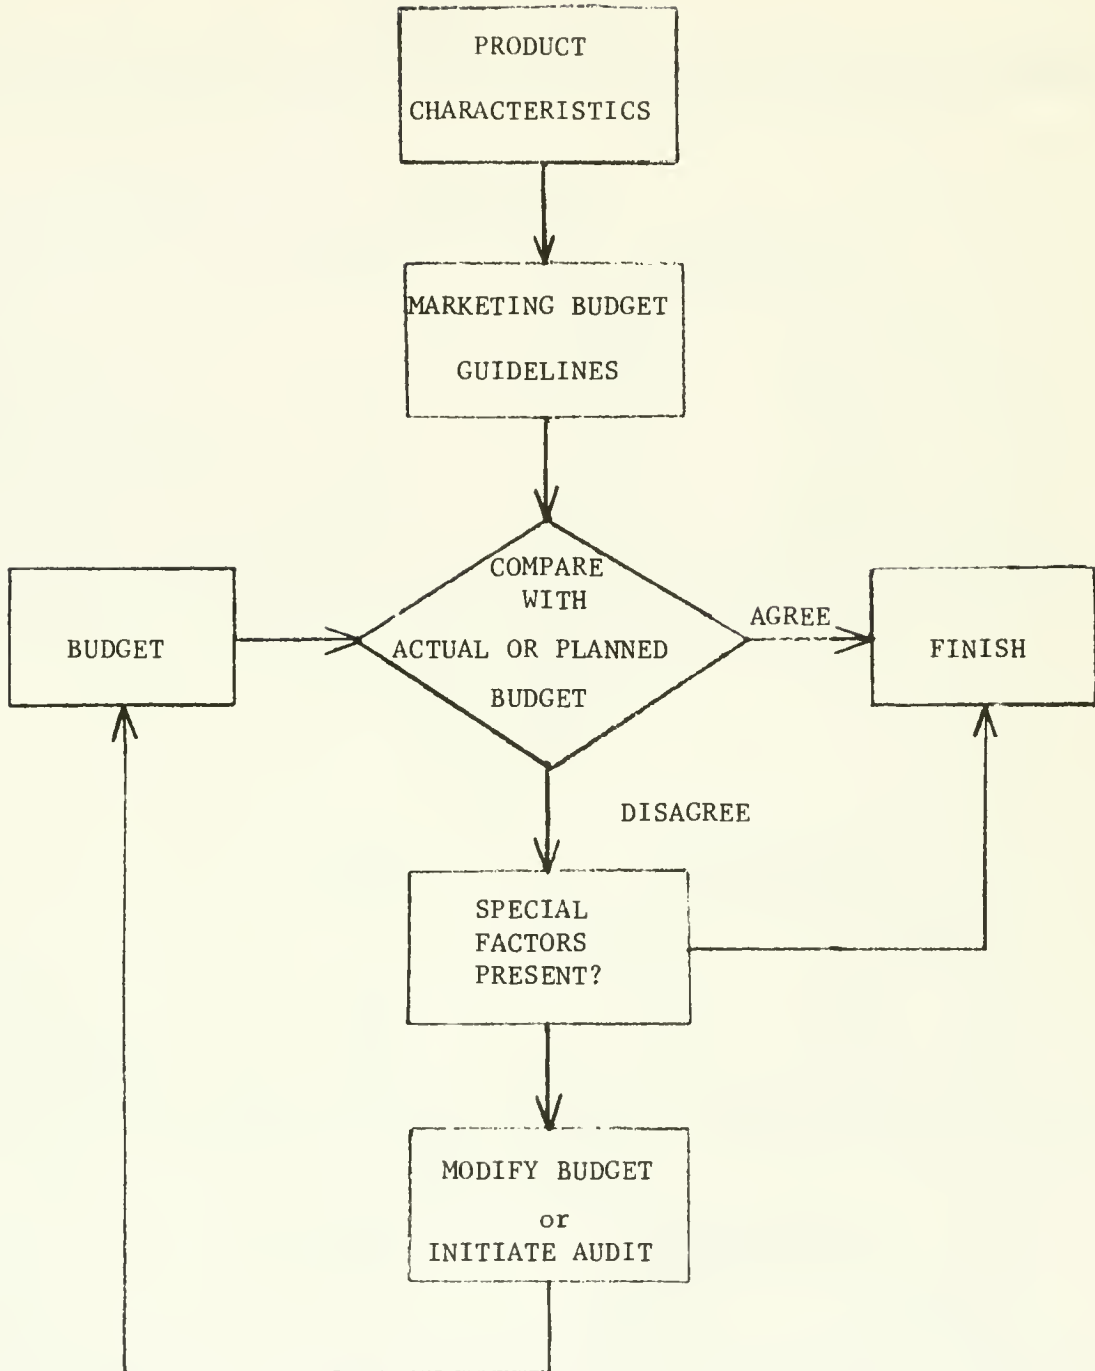 PRODUCT
CHARACTERISTICS
MARKETING BUDGET
GUIDELINES
COMPARE
WITH
ACTUAL OR PLANNED
BUDGET
BUDGET
AGREE
FINISH
DISAGREE
SPECIAL
FACTORS
PRESENT?
MODIFY BUDGET
or
INITIATE AUDIT